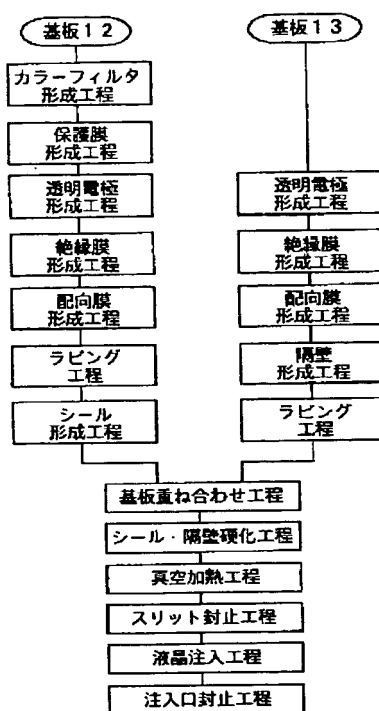 基板１２
カラーフィルタ
形成工程
保護膜
形成工程
透明電極
形成工程
絶縁膜
形成工程
配向膜
形成工程
ラビング
工程
シール
形成工程
基板１３
透明電極
形成工程
絶縁膜
形成工程
配向膜
形成工程
隔壁
形成工程
ラビング
工程
基板重ね合わせ工程
シール・隔壁硬化工程
真空加熱工程
スリット封止工程
液晶注入工程
注入口封止工程